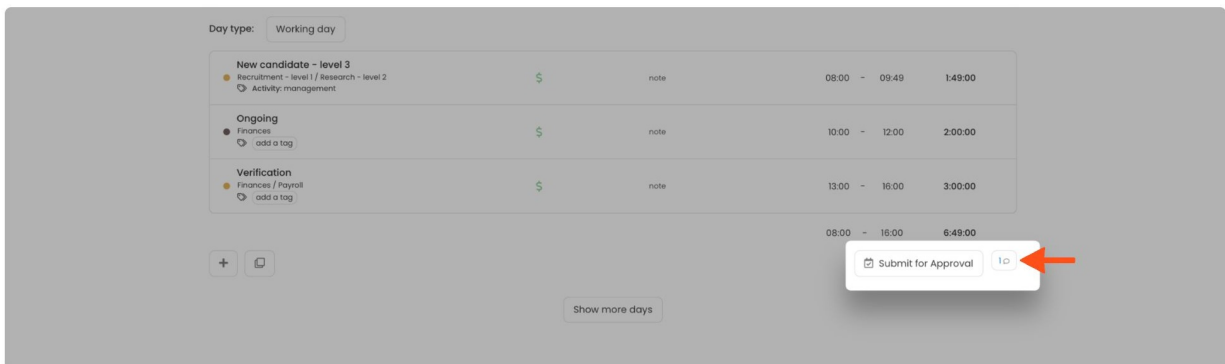 Day type: Working day
New candidate - level 3
Recruitment - level 1 / Research - level 2
Activity: management
$ note 08:00 - 09:49 1:49:00
Ongoing
Finances
add a tag
$ note 10:00 - 12:00 2:00:00
Verification
Finances / Payroll
add a tag
$ note 13:00 - 16:00 3:00:00
08:00 - 16:00 6:49:00
+ Submit for Approval 1
Show more days